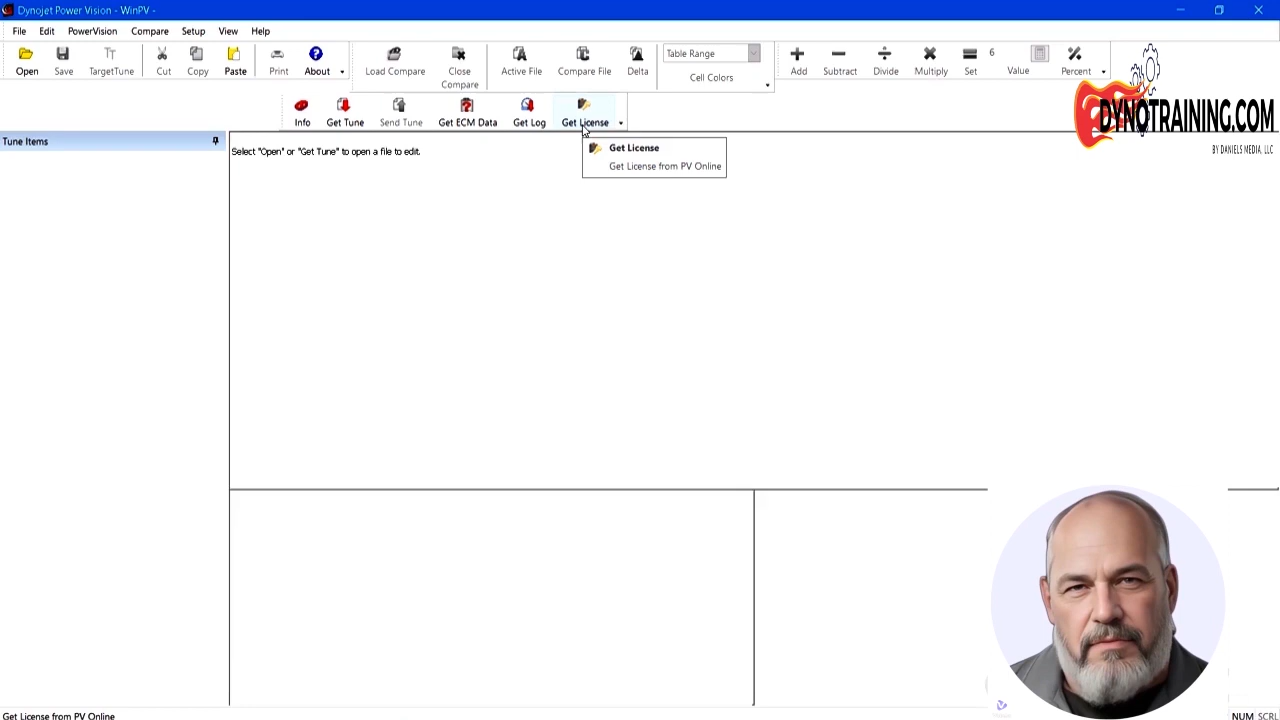 Dynojet Power Vision - WinPV -
File Edit PowerVision Compare Setup View Help
Open Save TargetTune Cut Copy Paste Print About Load Compare Close Compare Active File Compare File Delta Table Range Cell Colors Add Subtract Divide Multiply Set 6 Value Percent
Info Get Tune Send Tune Get ECM Data Get Log Get License
DYNOTRAINING.COM
BY DANIELS MEDIA, LLC
Tune Items
Select "Open" or "Get Tune" to open a file to edit.
Get License
Get License from PV Online
Get License from PV Online
NUM SCRL